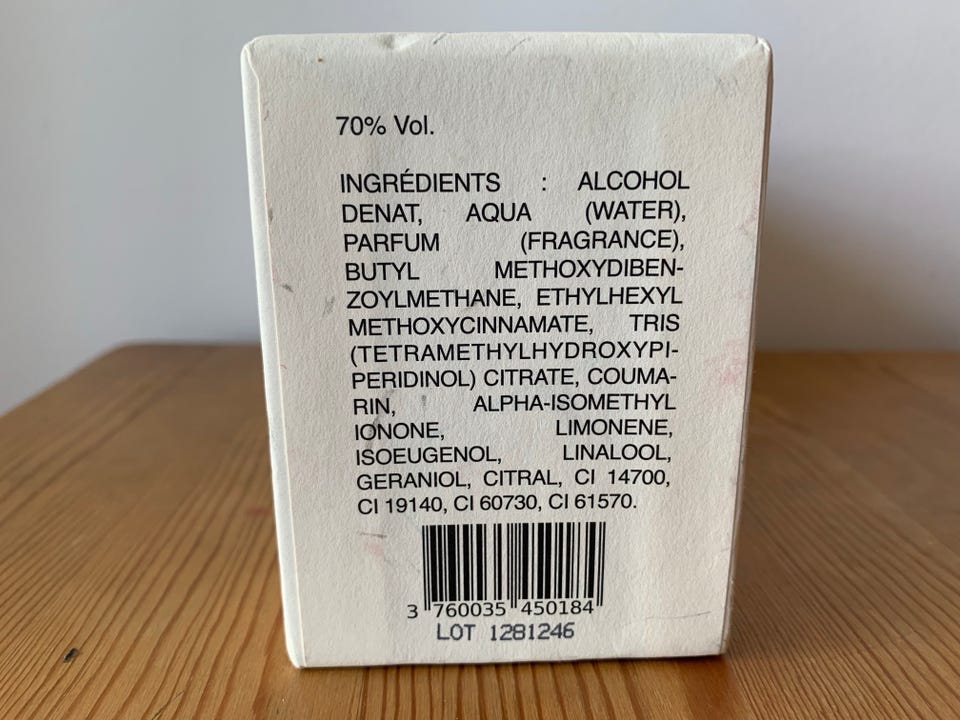 70% Vol.
INGRÉDIENTS : ALCOHOL
DENAT, AQUA (WATER),
PARFUM (FRAGRANCE),
BUTYL METHOXYDIBEN-
ZOYLMETHANE, ETHYLHEXYL
METHOXYCINNAMATE, TRIS
(TETRAMETHYLHYDROXYPI-
PERIDINOL) CITRATE, COUMA-
RIN, ALPHA-ISOMETHYL
IONONE, LIMONENE,
ISOEUGENOL, LINALOOL,
GERANIOL, CITRAL, CI 14700,
CI 19140, CI 60730, CI 61570.
3 760035 450184
LOT 1281246